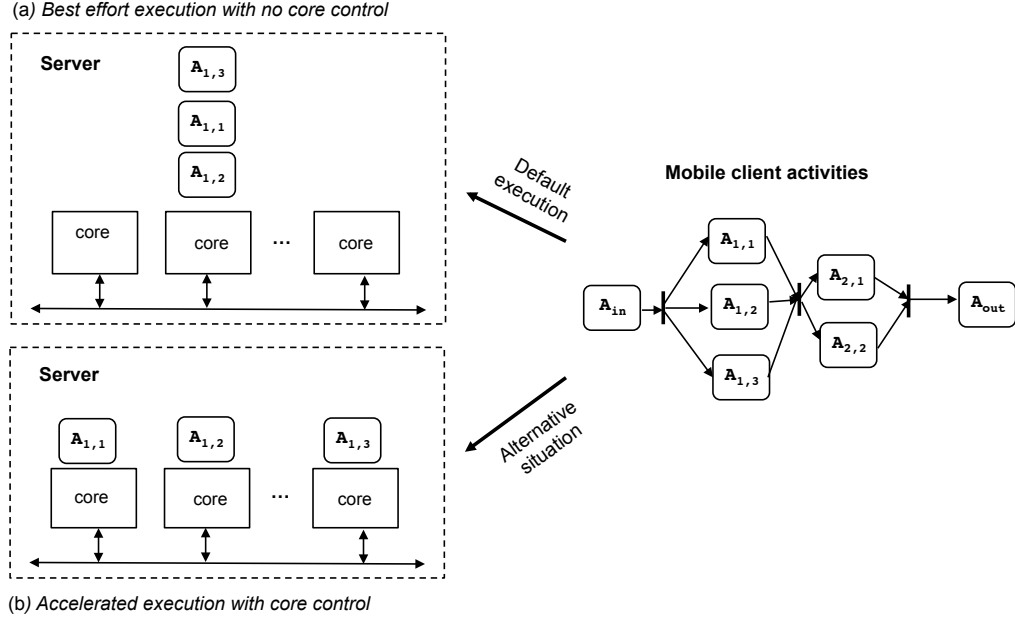 (a) Best effort execution with no core control
Server
A1,3
A1,1
A1,2
core
core
...
core
Default
execution
Mobile client activities
A1,1
A2,1
Ain
A1,2
Aout
A2,2
A1,3
Server
Alternative
situation
A1,1
A1,2
A1,3
core
core
...
core
(b) Accelerated execution with core control